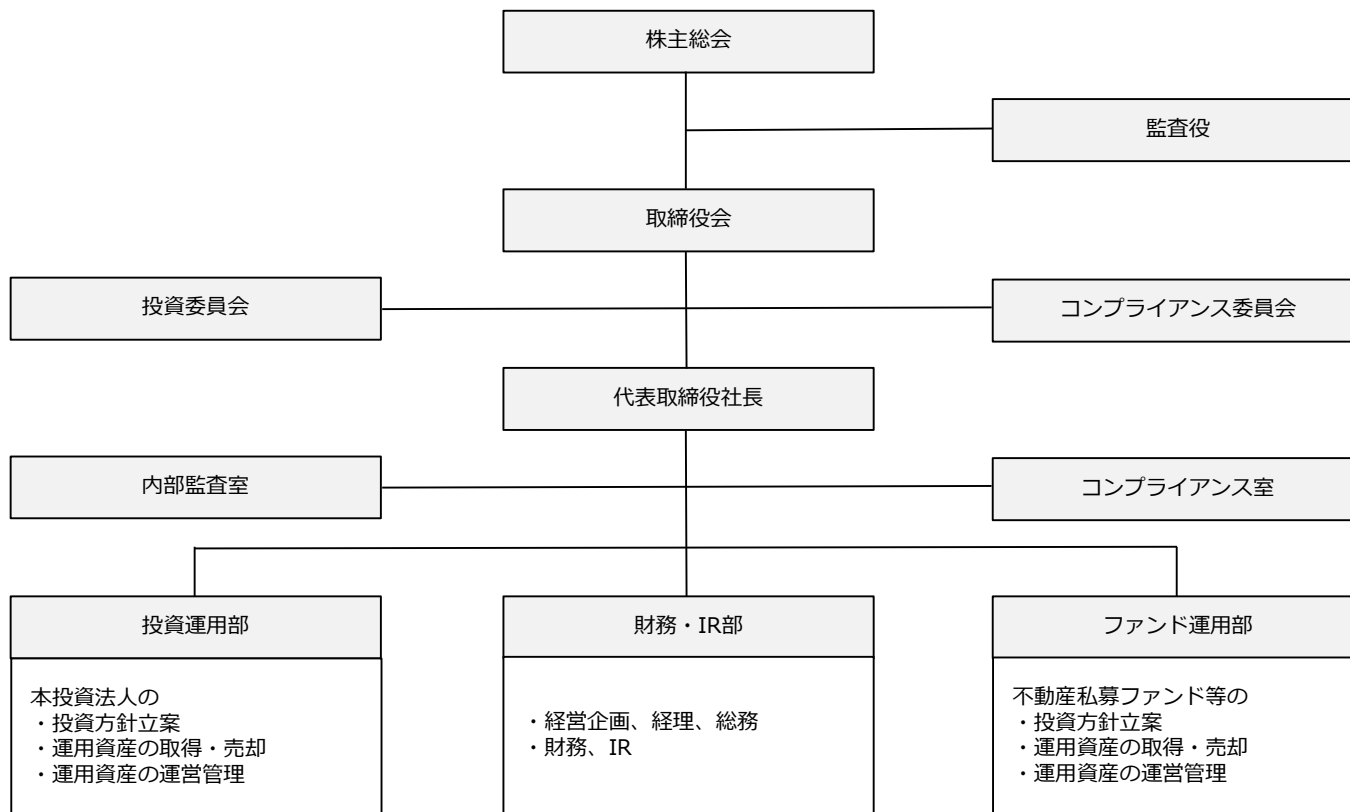 株主総会
監査役
取締役会
投資委員会
コンプライアンス委員会
代表取締役社長
内部監査室
コンプライアンス室
投資運用部
本投資法人の
・投資方針立案
・運用資産の取得・売却
・運用資産の運営管理
財務・IR部
・経営企画、経理、総務
・財務、IR
ファンド運用部
不動産私募ファンド等の
・投資方針立案
・運用資産の取得・売却
・運用資産の運営管理